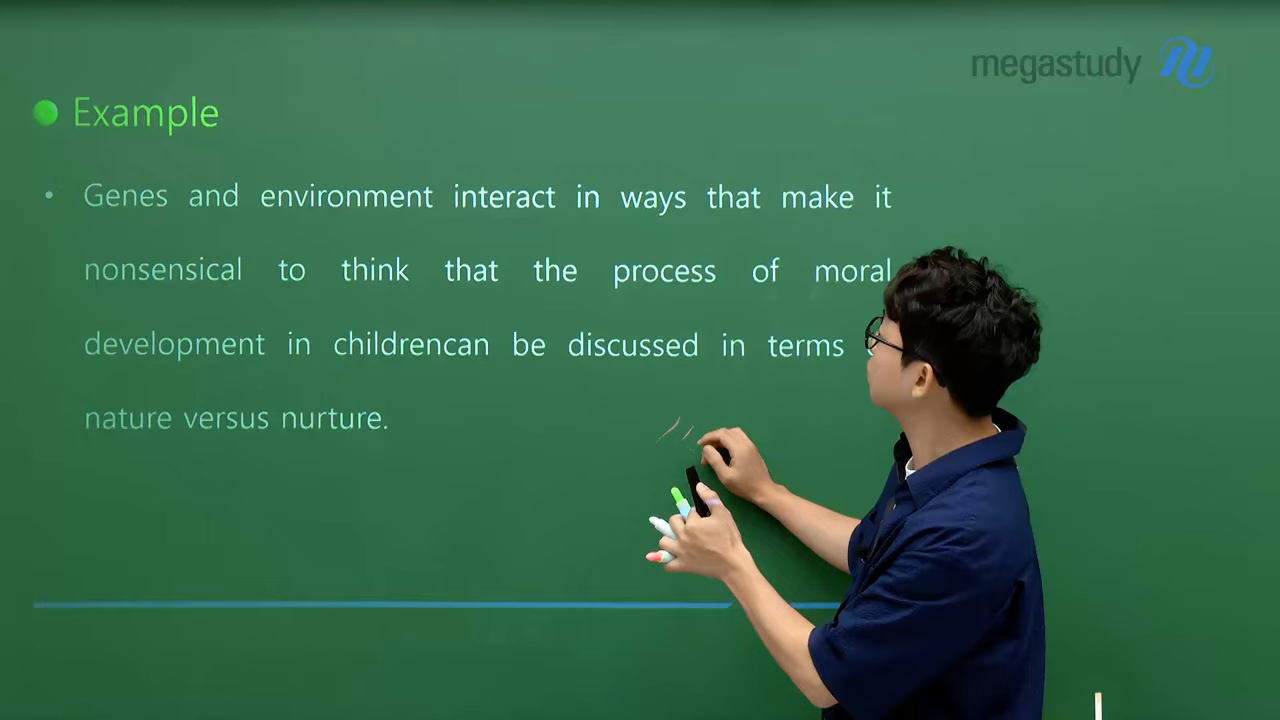 megastudy
Example
• Genes and environment interact in ways that make it
nonsensical to think that the process of moral
development in childrencan be discussed in terms
nature versus nurture.